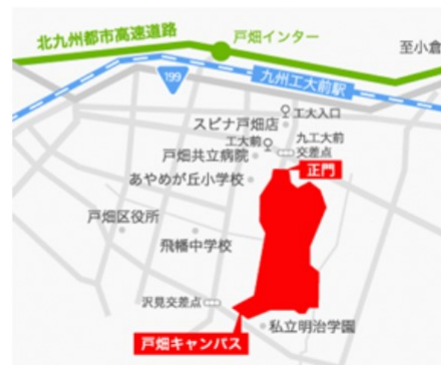 北九州都市高速道路
戸畑インター
至小倉
199
九州工大前駅
工大入口
スピナ戸畑店
工大前
九工大前
交差点
戸畑共立病院
正門
あやめが丘小学校
戸畑区役所
飛幡中学校
沢見交差点
私立明治学園
戸畑キャンパス